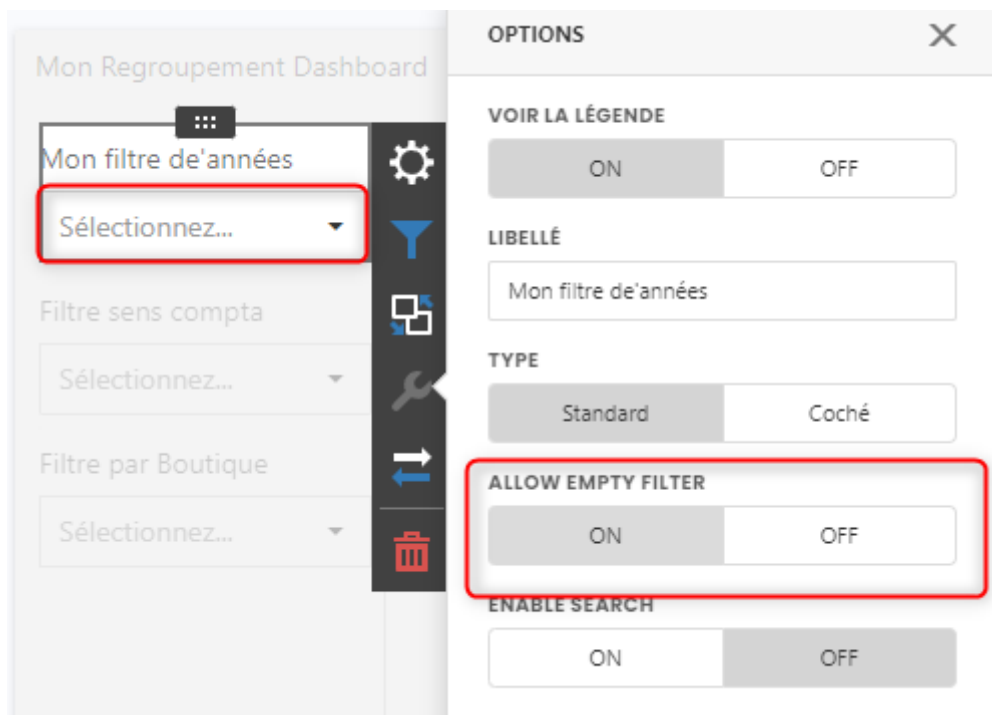 Mon Regroupement Dashboard
Mon filtre de'années
Sélectionnez...
Filtre sens compta
Sélectionnez...
Filtre par Boutique
Sélectionnez...
OPTIONS
VOIR LA LÉGENDE
ON OFF
LIBELLÉ
Mon filtre de'années
TYPE
Standard Coché
ALLOW EMPTY FILTER
ON OFF
ENABLE SEARCH
ON OFF